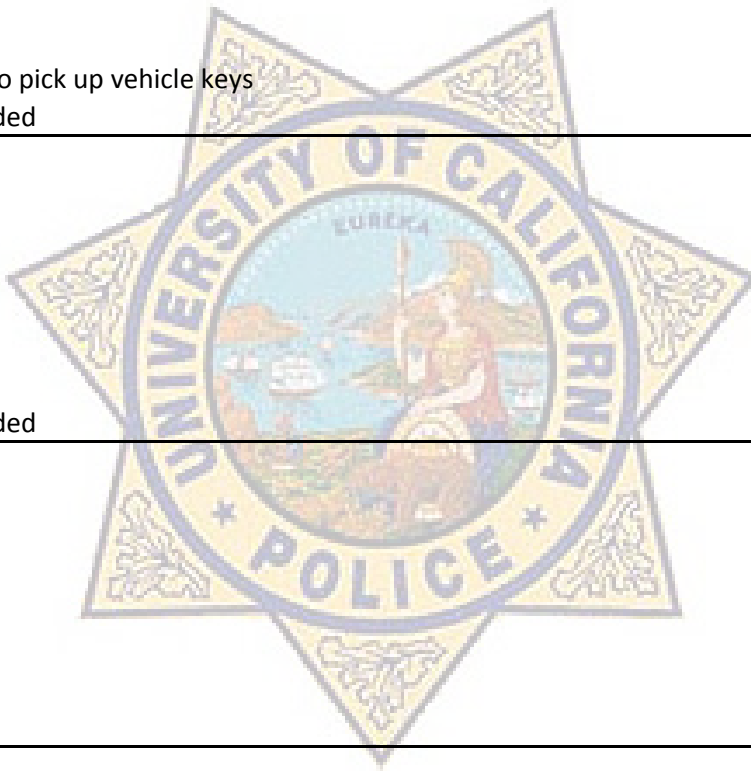 o pick up vehicle keys
ded
UNIVERSITY OF CALIFORNIA
EUREKA
ded
POLICE